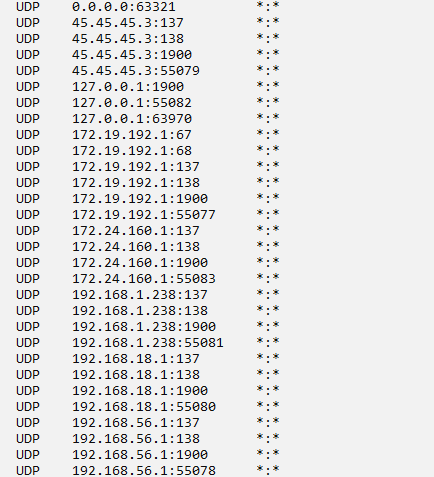 UDP    0.0.0.0:63321          *:*
UDP    45.45.45.3:137         *:*
UDP    45.45.45.3:138         *:*
UDP    45.45.45.3:1900        *:*
UDP    45.45.45.3:55079       *:*
UDP    127.0.0.1:1900         *:*
UDP    127.0.0.1:55082        *:*
UDP    127.0.0.1:63970        *:*
UDP    172.19.192.1:67        *:*
UDP    172.19.192.1:68        *:*
UDP    172.19.192.1:137       *:*
UDP    172.19.192.1:138       *:*
UDP    172.19.192.1:1900      *:*
UDP    172.19.192.1:55077     *:*
UDP    172.24.160.1:137       *:*
UDP    172.24.160.1:138       *:*
UDP    172.24.160.1:1900      *:*
UDP    172.24.160.1:55083     *:*
UDP    192.168.1.238:137      *:*
UDP    192.168.1.238:138      *:*
UDP    192.168.1.238:1900     *:*
UDP    192.168.1.238:55081    *:*
UDP    192.168.18.1:137       *:*
UDP    192.168.18.1:138       *:*
UDP    192.168.18.1:1900      *:*
UDP    192.168.18.1:55080     *:*
UDP    192.168.56.1:137       *:*
UDP    192.168.56.1:138       *:*
UDP    192.168.56.1:1900      *:*
UDP    192.168.56.1:55078     *:*